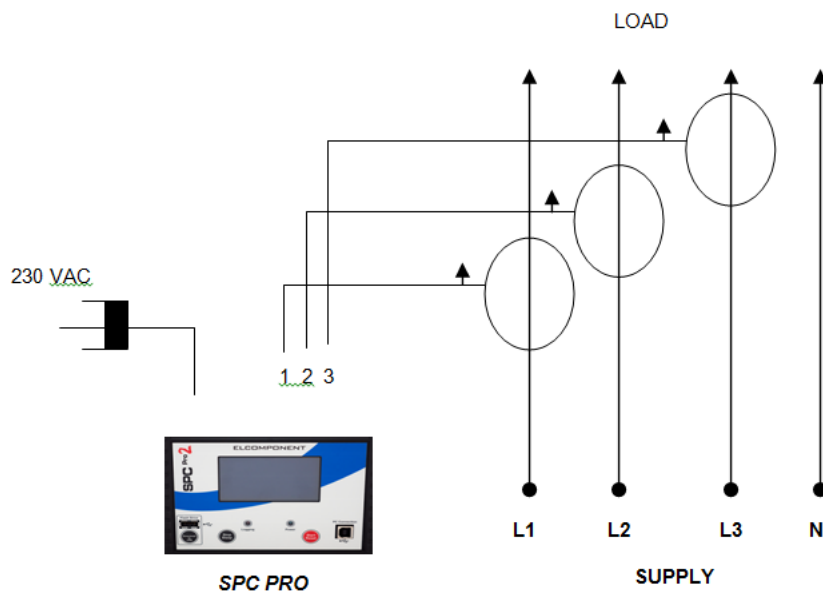 LOAD
230 VAC
1 2 3
ELCOMPONENT
SPC Pro 2
L1 L2 L3 N
SPC PRO
SUPPLY